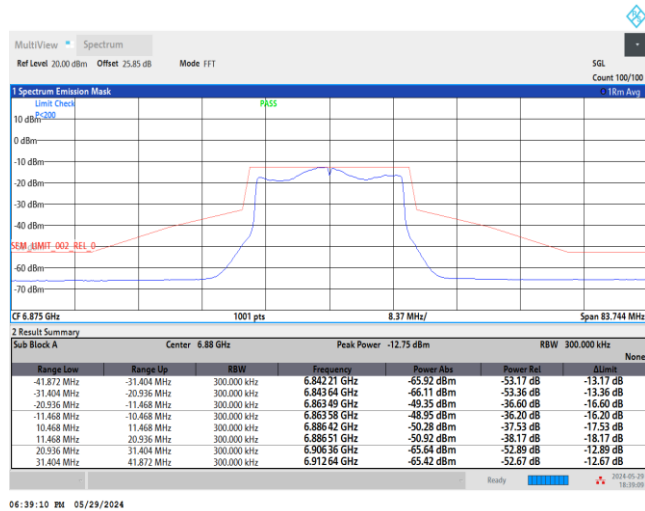 MultiView Spectrum
Ref Level 20.00 dBm Offset 25.85 dB Mode FFT SGL
Count 100/100
1 Spectrum Emission Mask 1Rm Avg
Limit Check PASS
P<200
10 dBm
0 dBm
-10 dBm
-20 dBm
-30 dBm
-40 dBm
SEM_LIMIT_002_REL_0
-60 dBm
-70 dBm
CF 6.875 GHz 1001 pts 8.37 MHz/ Span 83.744 MHz
2 Result Summary
Sub Block A Center 6.88 GHz Peak Power -12.75 dBm RBW 300.000 kHz
None
Range Low Range Up RBW Frequency Power Abs Power Rel ΔLimit
-41.872 MHz -31.404 MHz 300.000 kHz 6.84221 GHz -65.92 dBm -53.17 dB -13.17 dB
-31.404 MHz -20.936 MHz 300.000 kHz 6.84364 GHz -66.11 dBm -53.36 dB -13.36 dB
-20.936 MHz -11.468 MHz 300.000 kHz 6.86349 GHz -49.35 dBm -36.60 dB -16.60 dB
-11.468 MHz -10.468 MHz 300.000 kHz 6.86358 GHz -48.95 dBm -36.20 dB -16.20 dB
10.468 MHz 11.468 MHz 300.000 kHz 6.88642 GHz -50.28 dBm -37.53 dB -17.53 dB
11.468 MHz 20.936 MHz 300.000 kHz 6.88651 GHz -50.92 dBm -38.17 dB -18.17 dB
20.936 MHz 31.404 MHz 300.000 kHz 6.90636 GHz -65.64 dBm -52.89 dB -12.89 dB
31.404 MHz 41.872 MHz 300.000 kHz 6.91264 GHz -65.42 dBm -52.67 dB -12.67 dB
Ready 2024-05-29
18:39:09
06:39:10 PM 05/29/2024